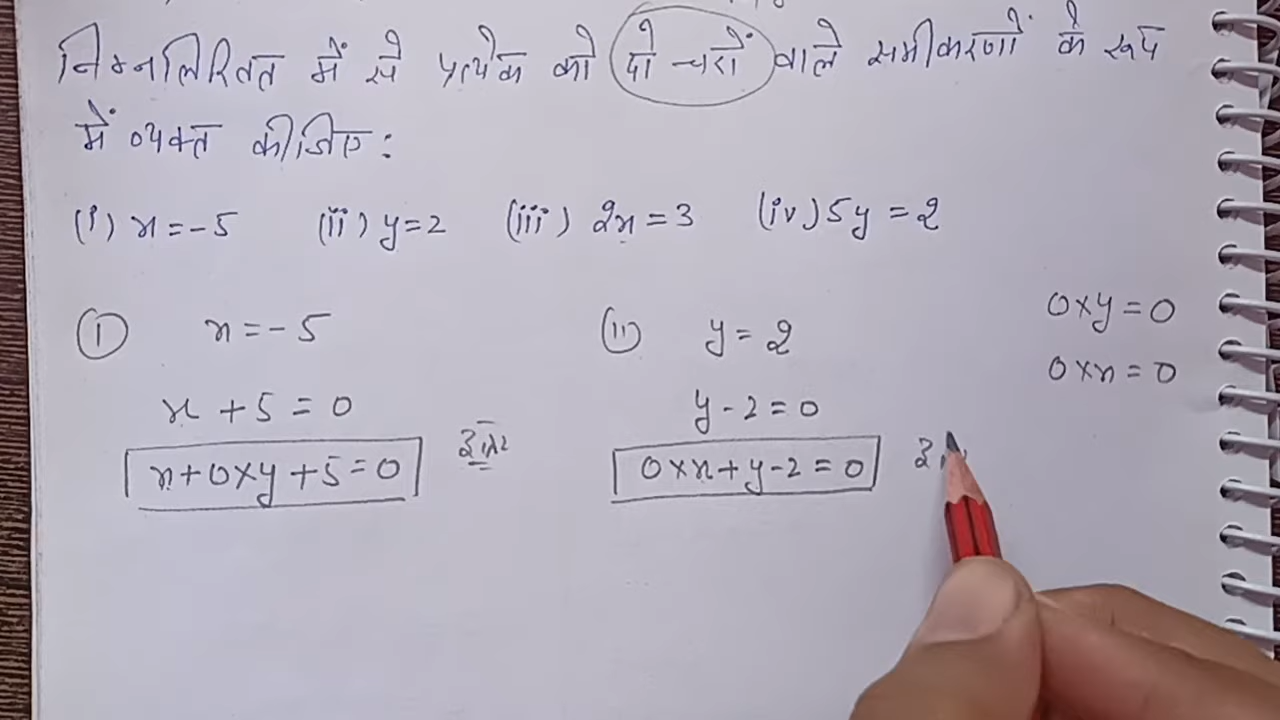 निम्नलिखित में से प्रत्येक को दो चरों वाले समीकरणों के रूप
में व्यक्त कीजिए:
(i) x = -5 (ii) y = 2 (iii) 2x = 3 (iv) 5y = 2
(i) x = -5
x + 5 = 0
x + 0×y + 5 = 0 उत्तर
(ii) y = 2
y - 2 = 0
0×x + y - 2 = 0
0×y = 0
0×x = 0